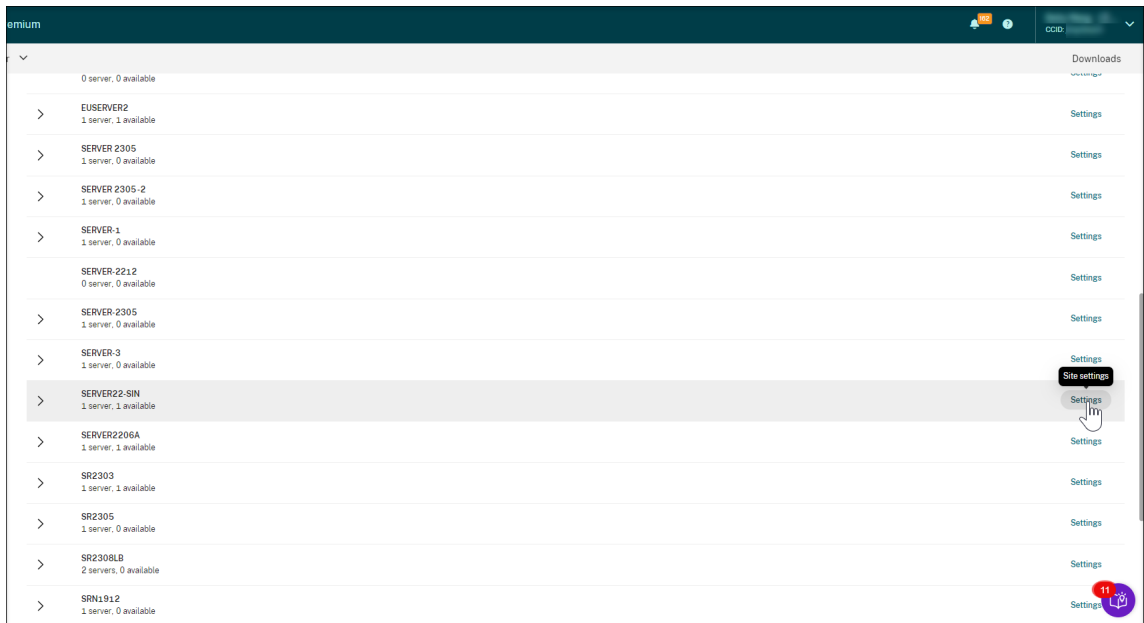 emium
162
?
CCID:
r
Downloads
0 server, 0 available
Settings
EUSERVER2
1 server, 1 available
Settings
SERVER 2305
1 server, 0 available
Settings
SERVER 2305-2
1 server, 0 available
Settings
SERVER-1
1 server, 0 available
Settings
SERVER-2212
0 server, 0 available
Settings
SERVER-2305
1 server, 0 available
Settings
SERVER-3
1 server, 0 available
Settings
Site settings
SERVER22-SIN
1 server, 1 available
Settings
SERVER2206A
1 server, 1 available
Settings
SR2303
1 server, 1 available
Settings
SR2305
1 server, 0 available
Settings
SR2308LB
2 servers, 0 available
Settings
SRN1912
1 server, 0 available
Settings
11